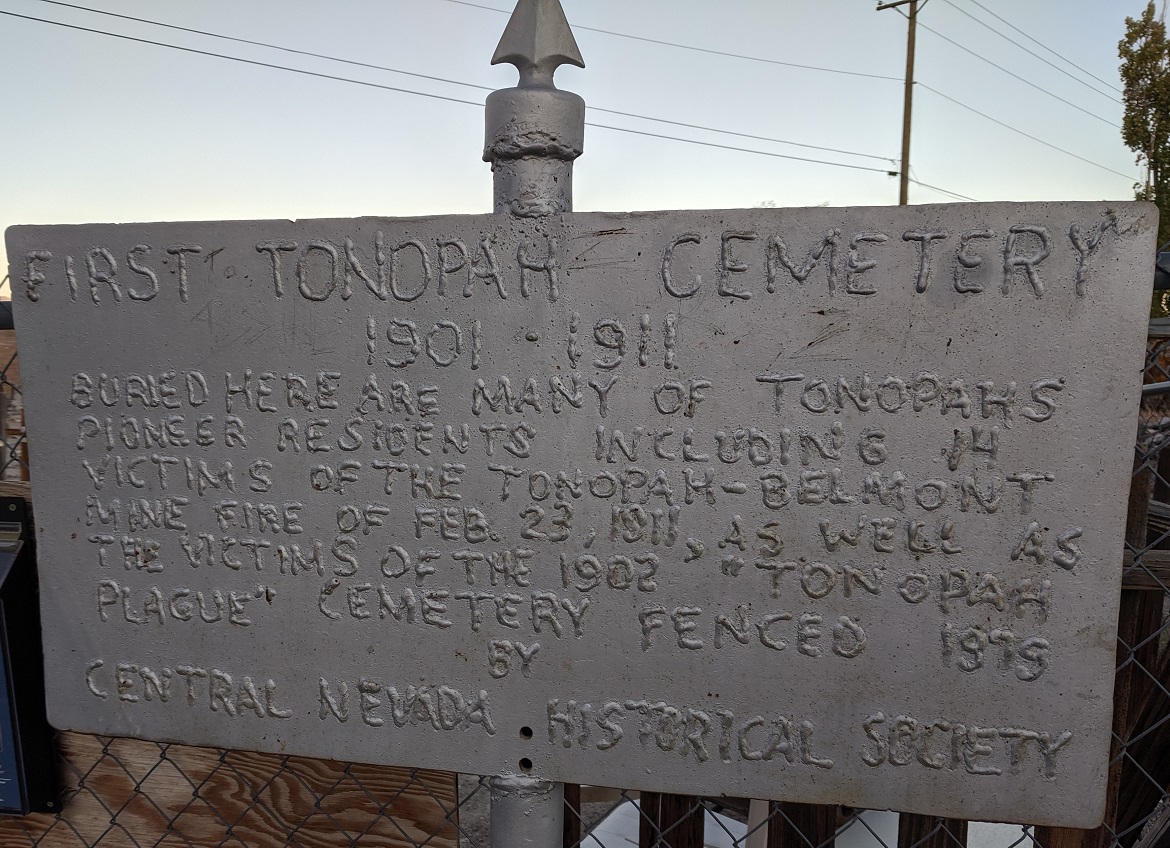 FIRST TONOPAH CEMETERY
1901 - 1911
BURIED HERE ARE MANY OF TONOPAHS
PIONEER RESIDENTS INCLUDING 14
VICTIMS OF THE TONOPAH-BELMONT
MINE FIRE OF FEB. 23, 1911, AS WELL AS
THE VICTIMS OF THE 1902 "TONOPAH
PLAGUE" CEMETERY FENCED 1979
BY
CENTRAL NEVADA HISTORICAL SOCIETY